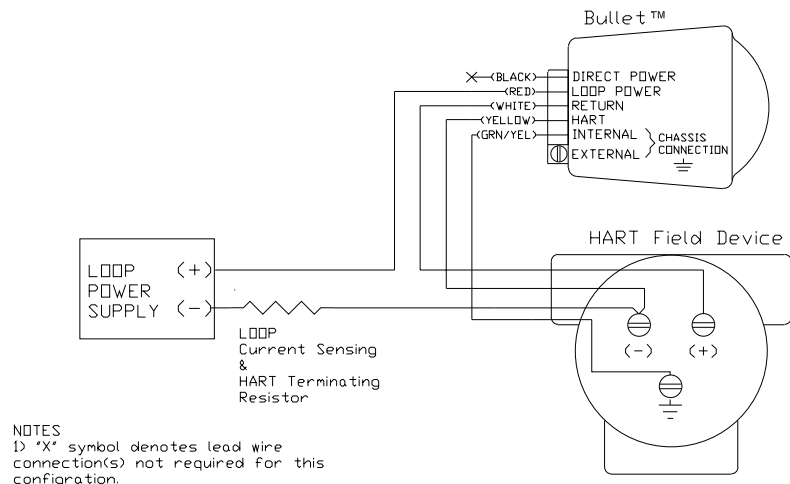 Bullet™
(BLACK) DIRECT POWER
(RED) LOOP POWER
(WHITE) RETURN
(YELLOW) HART
(GRN/YEL) INTERNAL
EXTERNAL
CHASSIS
CONNECTION
HART Field Device
LOOP (+)
POWER
SUPPLY (-)
LOOP
Current Sensing
&
HART Terminating
Resistor
(-) (+)
NOTES
1) "X" symbol denotes lead wire
connection(s) not required for this
configration.